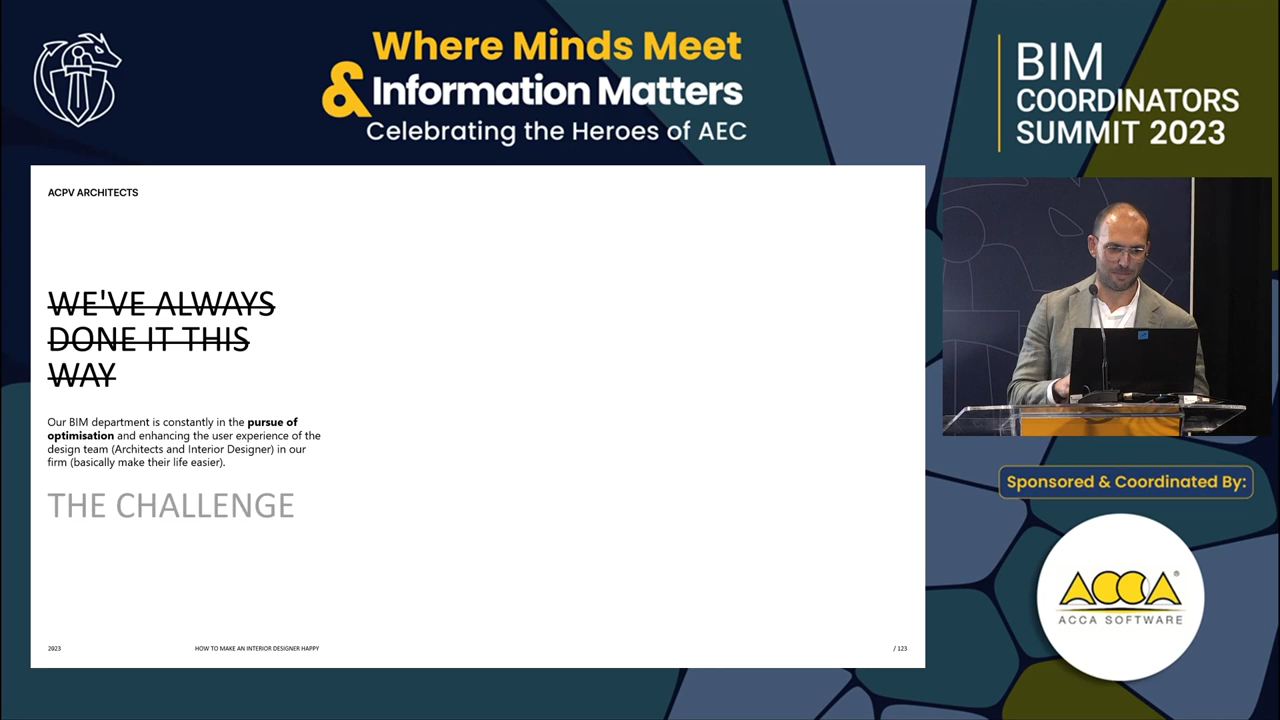 Where Minds Meet
& Information Matters
Celebrating the Heroes of AEC
BIM
COORDINATORS
SUMMIT 2023
ACPV ARCHITECTS
WE'VE ALWAYS
DONE IT THIS
WAY
Our BIM department is constantly in the pursue of
optimisation and enhancing the user experience of the
design team (Architects and Interior Designer) in our
firm (basically make their life easier).
THE CHALLENGE
2023
HOW TO MAKE AN INTERIOR DESIGNER HAPPY
/ 123
Sponsored & Coordinated By:
ACCA®
ACCA SOFTWARE